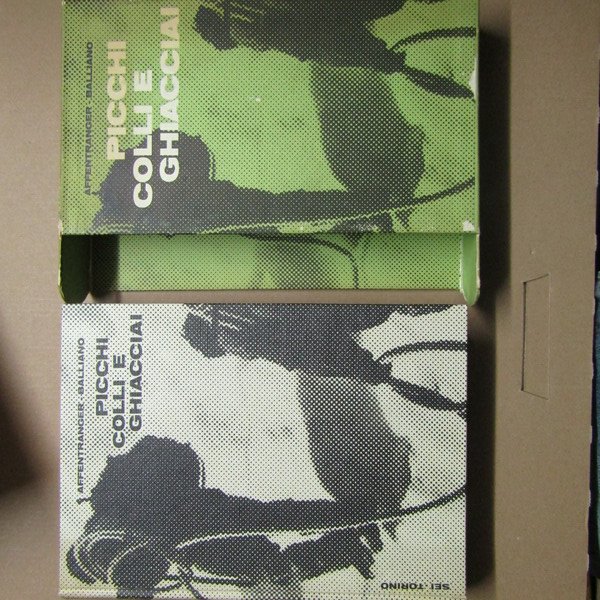 AFFENTRANGER - BALLIANO
PICCHI
COLLI E
GHIACCIAI
AFFENTRANGER - BALLIANO
PICCHI
COLLI E
GHIACCIAI
SEI - TORINO